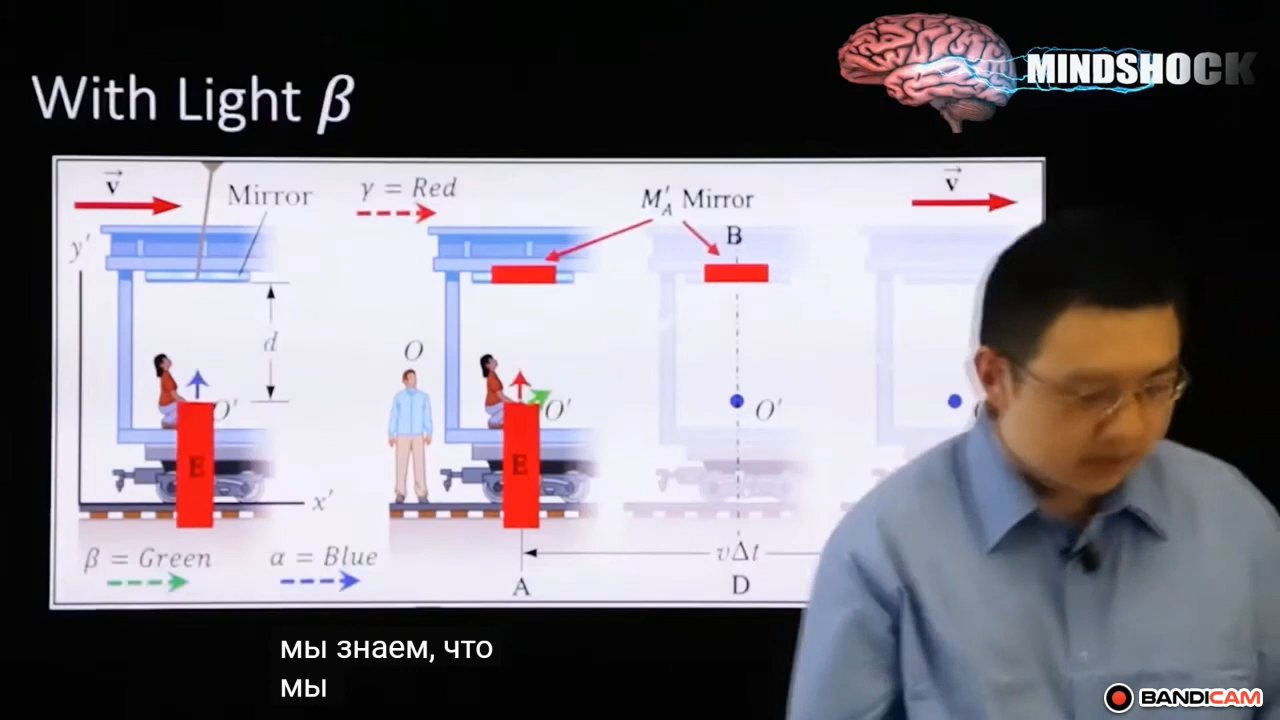 With Light β
MINDSHOCK
v
Mirror
γ = Red
M'A Mirror
v
y'
B
d
O
O'
O'
O'
E
E
x'
β = Green
α = Blue
vΔt
A
D
мы знаем, что
мы
BANDICAM